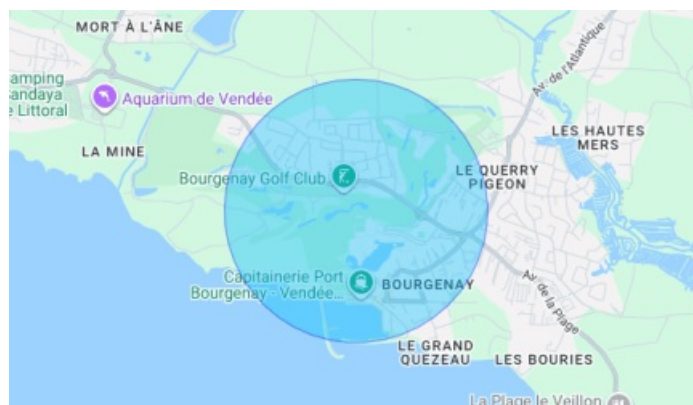 MORT À L'ÂNE
amping
Sandaya
e Littoral
Aquarium de Vendée
Av. de l'Atlantique
LES HAUTES
MERS
LA MINE
Bourgenay Golf Club
LE QUERRY
PIGEON
Capitainerie Port
Bourgenay - Vendée...
BOURGENAY
Av. de la Plage
LE GRAND
QUEZEAU
LES BOURIES
La Plage le Veillon